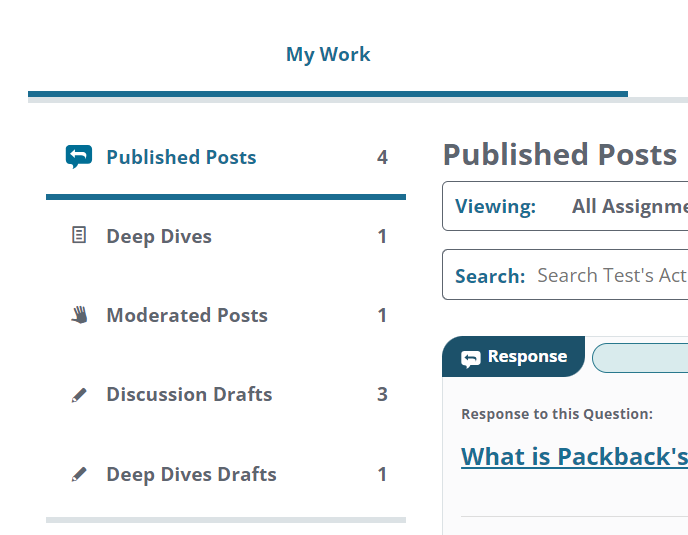 My Work
Published Posts 4
Deep Dives 1
Moderated Posts 1
Discussion Drafts 3
Deep Dives Drafts 1
Published Posts
Viewing: All Assignme
Search: Search Test's Act
Response
Response to this Question:
What is Packback's